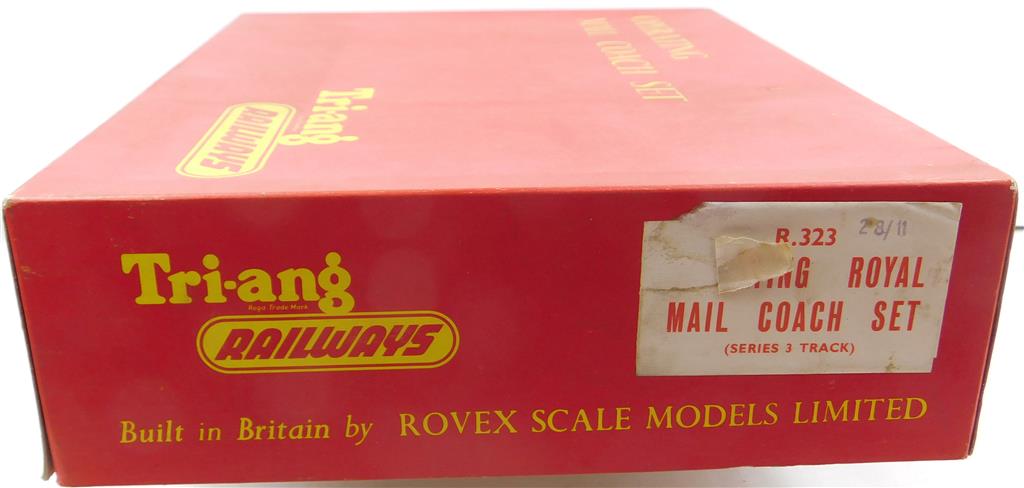 OPERATING
MAIL COACH SET
Tri-ang
RAILWAYS
Tri-ang
Regd Trade Mark
RAILWAYS
Built in Britain by ROVEX SCALE MODELS LIMITED
R.323 28/11
ROYAL
MAIL COACH SET
(SERIES 3 TRACK)